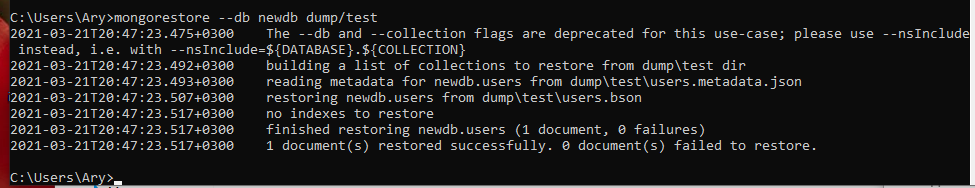 C:\Users\Ary>mongorestore --db newdb dump/test
2021-03-21T20:47:23.475+0300    The --db and --collection flags are deprecated for this use-case; please use --nsInclude
instead, i.e. with --nsInclude=${DATABASE}.${COLLECTION}
2021-03-21T20:47:23.492+0300    building a list of collections to restore from dump\test dir
2021-03-21T20:47:23.493+0300    reading metadata for newdb.users from dump\test\users.metadata.json
2021-03-21T20:47:23.507+0300    restoring newdb.users from dump\test\users.bson
2021-03-21T20:47:23.517+0300    no indexes to restore
2021-03-21T20:47:23.517+0300    finished restoring newdb.users (1 document, 0 failures)
2021-03-21T20:47:23.517+0300    1 document(s) restored successfully. 0 document(s) failed to restore.
C:\Users\Ary>